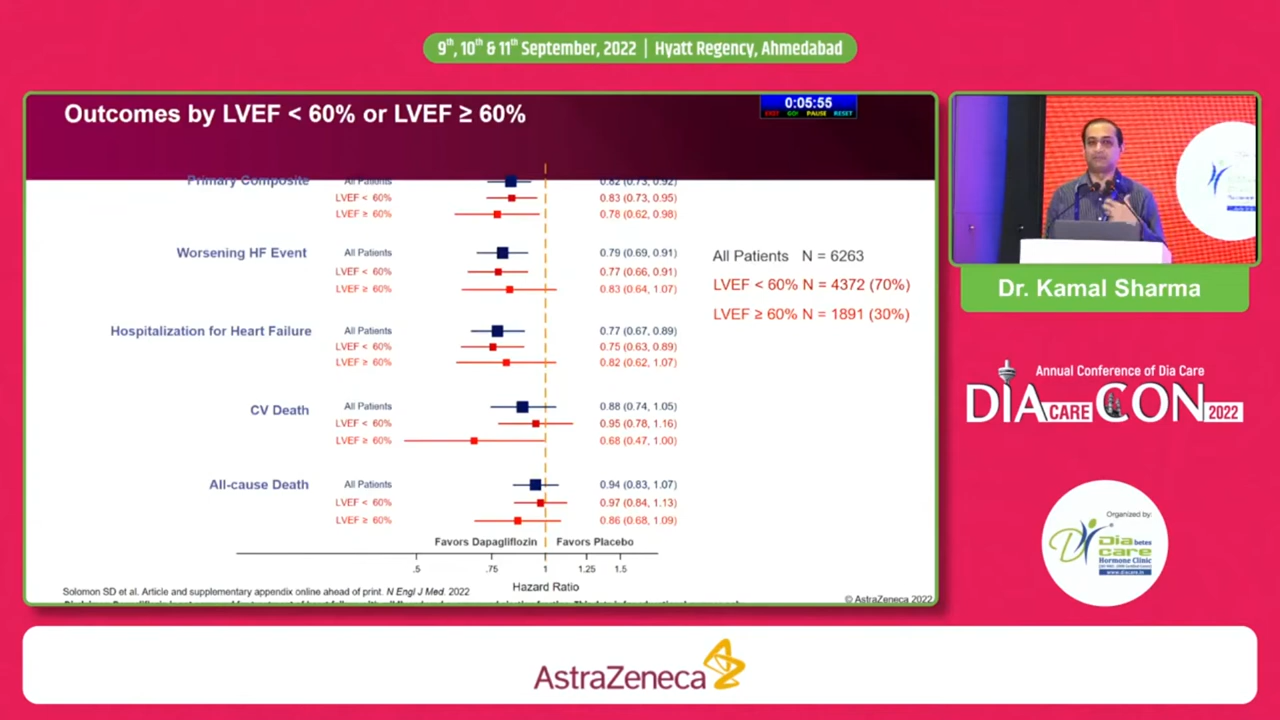 9th, 10th & 11th September, 2022 | Hyatt Regency, Ahmedabad
Outcomes by LVEF < 60% or LVEF ≥ 60%
0:05:55
EXIT GO! PAUSE RESET
Primary Composite All Patients 0.82 (0.73, 0.92)
LVEF < 60% 0.83 (0.73, 0.95)
LVEF ≥ 60% 0.78 (0.62, 0.98)
Worsening HF Event All Patients 0.79 (0.69, 0.91)
LVEF < 60% 0.77 (0.66, 0.91)
LVEF ≥ 60% 0.83 (0.64, 1.07)
Hospitalization for Heart Failure All Patients 0.77 (0.67, 0.89)
LVEF < 60% 0.75 (0.63, 0.89)
LVEF ≥ 60% 0.82 (0.62, 1.07)
CV Death All Patients 0.88 (0.74, 1.05)
LVEF < 60% 0.95 (0.78, 1.16)
LVEF ≥ 60% 0.68 (0.47, 1.00)
All-cause Death All Patients 0.94 (0.83, 1.07)
LVEF < 60% 0.97 (0.84, 1.13)
LVEF ≥ 60% 0.86 (0.68, 1.09)
Favors Dapagliflozin Favors Placebo
.5 .75 1 1.25 1.5
Hazard Ratio
All Patients N = 6263
LVEF < 60% N = 4372 (70%)
LVEF ≥ 60% N = 1891 (30%)
Solomon SD et al. Article and supplementary appendix online ahead of print. N Engl J Med. 2022
© AstraZeneca 2022
Dr. Kamal Sharma
Annual Conference of Dia Care
DIA CARE CON 2022
Organized by:
Diabetes
care
Hormone Clinic
www.diacare.in
AstraZeneca